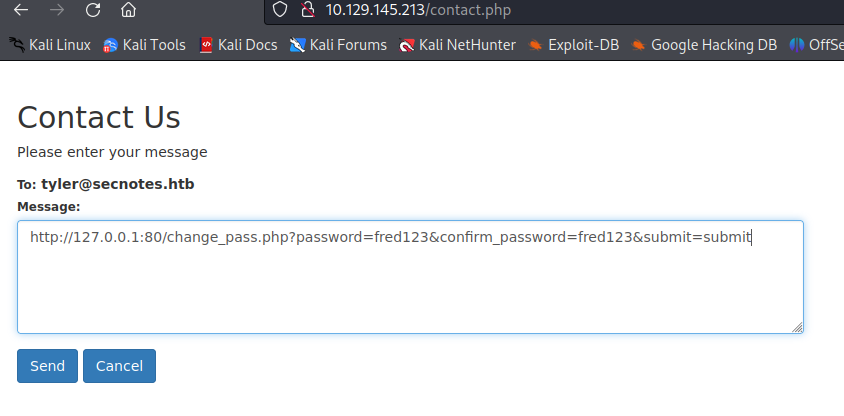 10.129.145.213/contact.php
Kali Linux Kali Tools Kali Docs Kali Forums Kali NetHunter Exploit-DB Google Hacking DB OffSe
Contact Us
Please enter your message
To: tyler@secnotes.htb
Message:
http://127.0.0.1:80/change_pass.php?password=fred123&confirm_password=fred123&submit=submit
Send Cancel